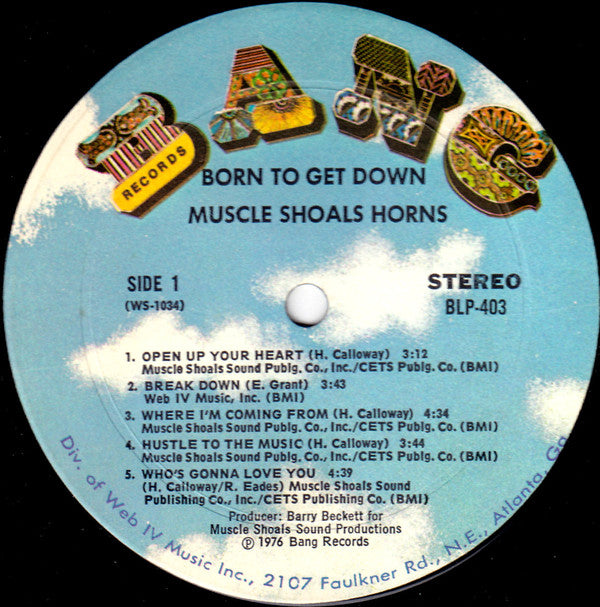 BANG
RECORDS
BORN TO GET DOWN
MUSCLE SHOALS HORNS
SIDE 1
(WS-1034)
STEREO
BLP-403
1. OPEN UP YOUR HEART (H. Calloway) 3:12
Muscle Shoals Sound Publg. Co., Inc./CETS Publg. Co. (BMI)
2. BREAK DOWN (E. Grant) 3:43
Web IV Music, Inc. (BMI)
3. WHERE I'M COMING FROM (H. Calloway) 4:34
Muscle Shoals Sound Publg. Co., Inc./CETS Publg. Co. (BMI)
4. HUSTLE TO THE MUSIC (H. Calloway) 3:44
Muscle Shoals Sound Publg. Co., Inc./CETS Publg. Co. (BMI)
5. WHO'S GONNA LOVE YOU 4:39
(H. Calloway/R. Eades) Muscle Shoals Sound
Publishing Co., Inc./CETS Publishing Co. (BMI)
Producer: Barry Beckett for
Muscle Shoals Sound Productions
℗ 1976 Bang Records
Div. of Web IV Music Inc., 2107 Faulkner Rd., N.E., Atlanta, Ga